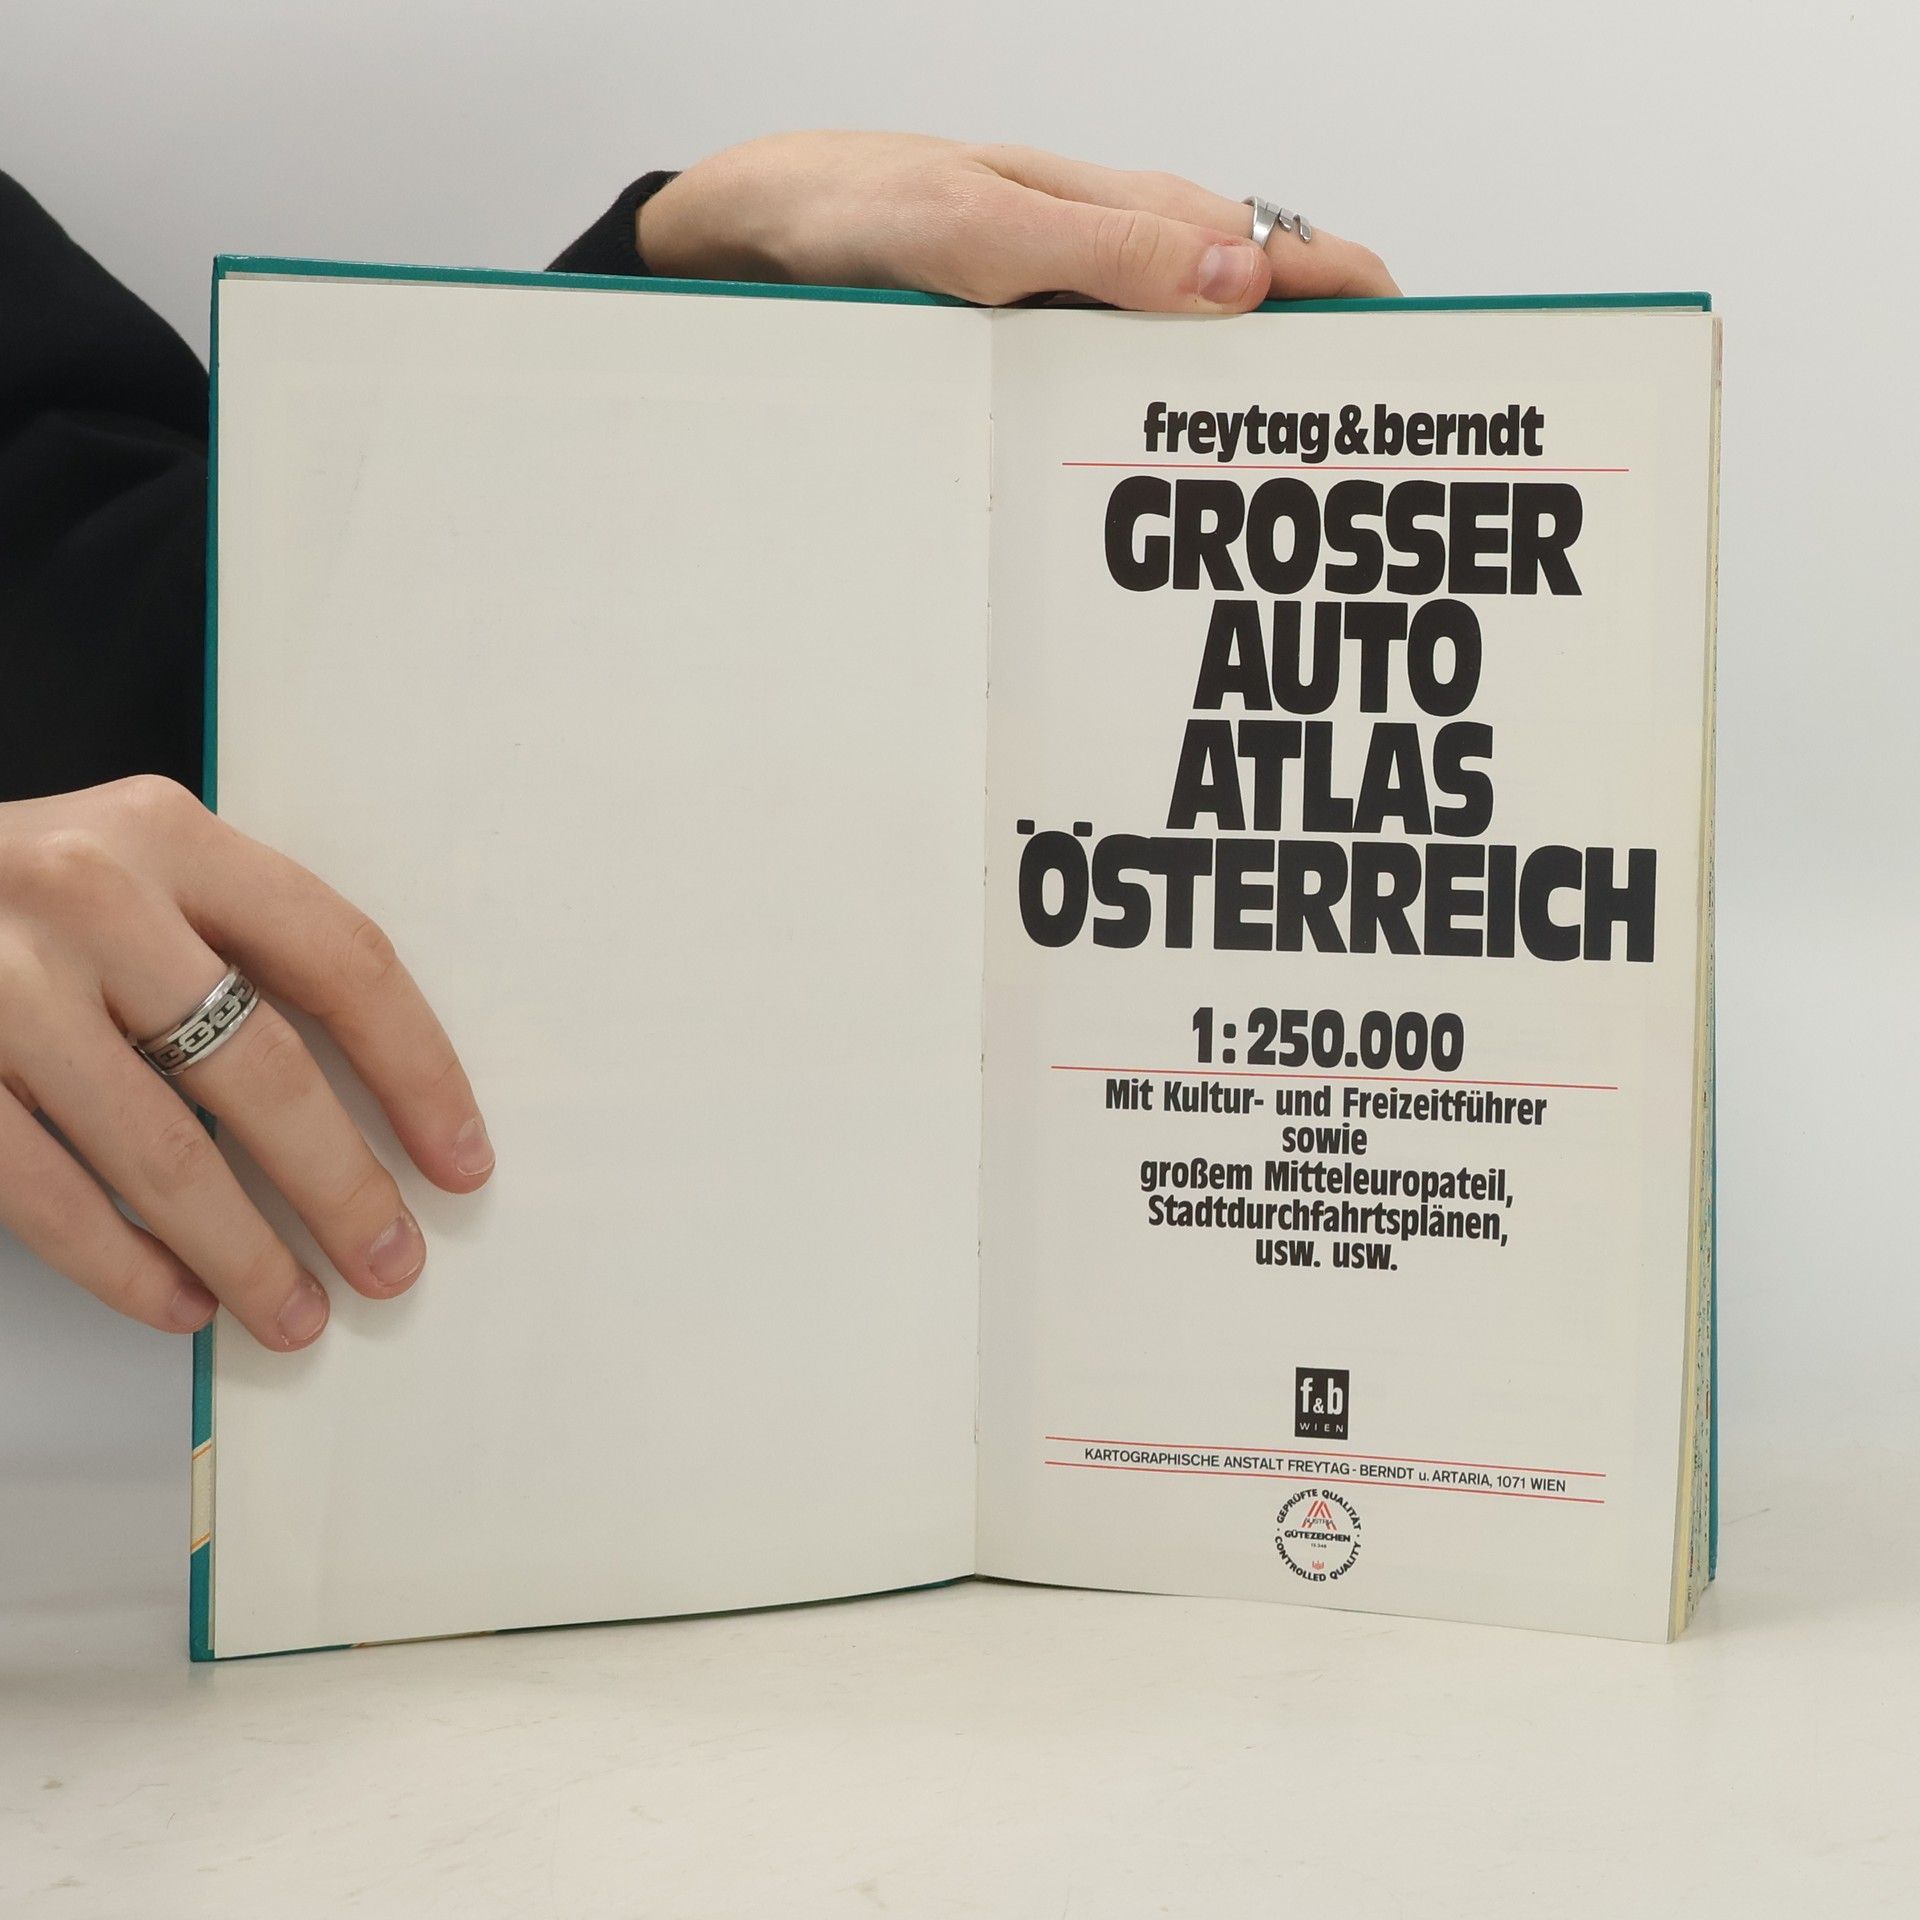 freytag&berndt
GROSSER
AUTO
ATLAS
ÖSTERREICH
1:250.000
Mit Kultur- und Freizeitführer
sowie
großem Mitteleuropateil,
Stadtdurchfahrtsplänen,
usw. usw.
f&b
WIEN
KARTOGRAPHISCHE ANSTALT FREYTAG-BERNDT u. ARTARIA, 1071 WIEN
GEPRÜFTE QUALITÄT
AUSTRIA
GÜTEZEICHEN
CONTROLLED QUALITY